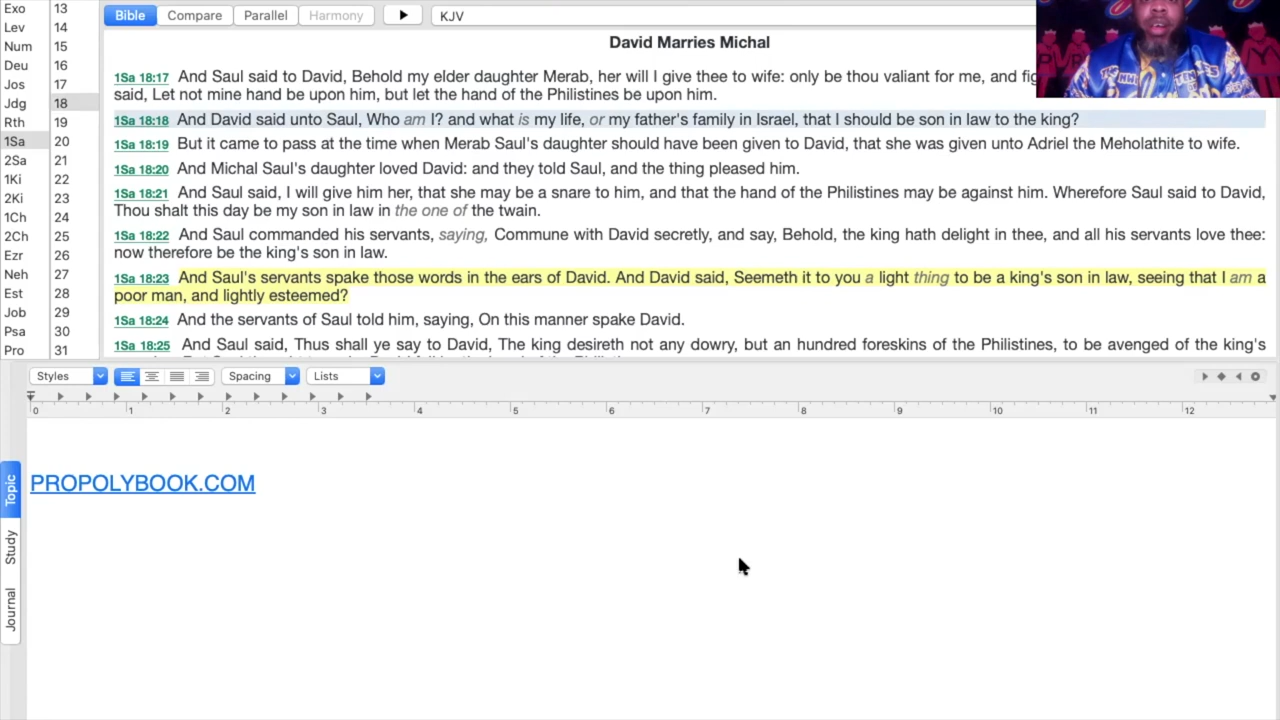 Exo 13
Lev 14
Num 15
Deu 16
Jos 17
Jdg 18
Rth 19
1Sa 20
2Sa 21
1Ki 22
2Ki 23
1Ch 24
2Ch 25
Ezr 26
Neh 27
Est 28
Job 29
Psa 30
Pro 31
Bible Compare Parallel Harmony KJV
David Marries Michal
1Sa 18:17 And Saul said to David, Behold my elder daughter Merab, her will I give thee to wife: only be thou valiant for me, and
said, Let not mine hand be upon him, but let the hand of the Philistines be upon him.
1Sa 18:18 And David said unto Saul, Who am I? and what is my life, or my father's family in Israel, that I should be son in law to the king?
1Sa 18:19 But it came to pass at the time when Merab Saul's daughter should have been given to David, that she was given unto Adriel the Meholathite to wife.
1Sa 18:20 And Michal Saul's daughter loved David: and they told Saul, and the thing pleased him.
1Sa 18:21 And Saul said, I will give him her, that she may be a snare to him, and that the hand of the Philistines may be against him. Wherefore Saul said to David,
Thou shalt this day be my son in law in the one of the twain.
1Sa 18:22 And Saul commanded his servants, saying, Commune with David secretly, and say, Behold, the king hath delight in thee, and all his servants love thee:
now therefore be the king's son in law.
1Sa 18:23 And Saul's servants spake those words in the ears of David. And David said, Seemeth it to you a light thing to be a king's son in law, seeing that I am a
poor man, and lightly esteemed?
1Sa 18:24 And the servants of Saul told him, saying, On this manner spake David.
1Sa 18:25 And Saul said, Thus shall ye say to David, The king desireth not any dowry, but an hundred foreskins of the Philistines, to be avenged of the king's
Styles Spacing Lists
0 1 2 3 4 5 6 7 8 9 10 11 12
PROPOLYBOOK.COM
Topic
Study
Journal